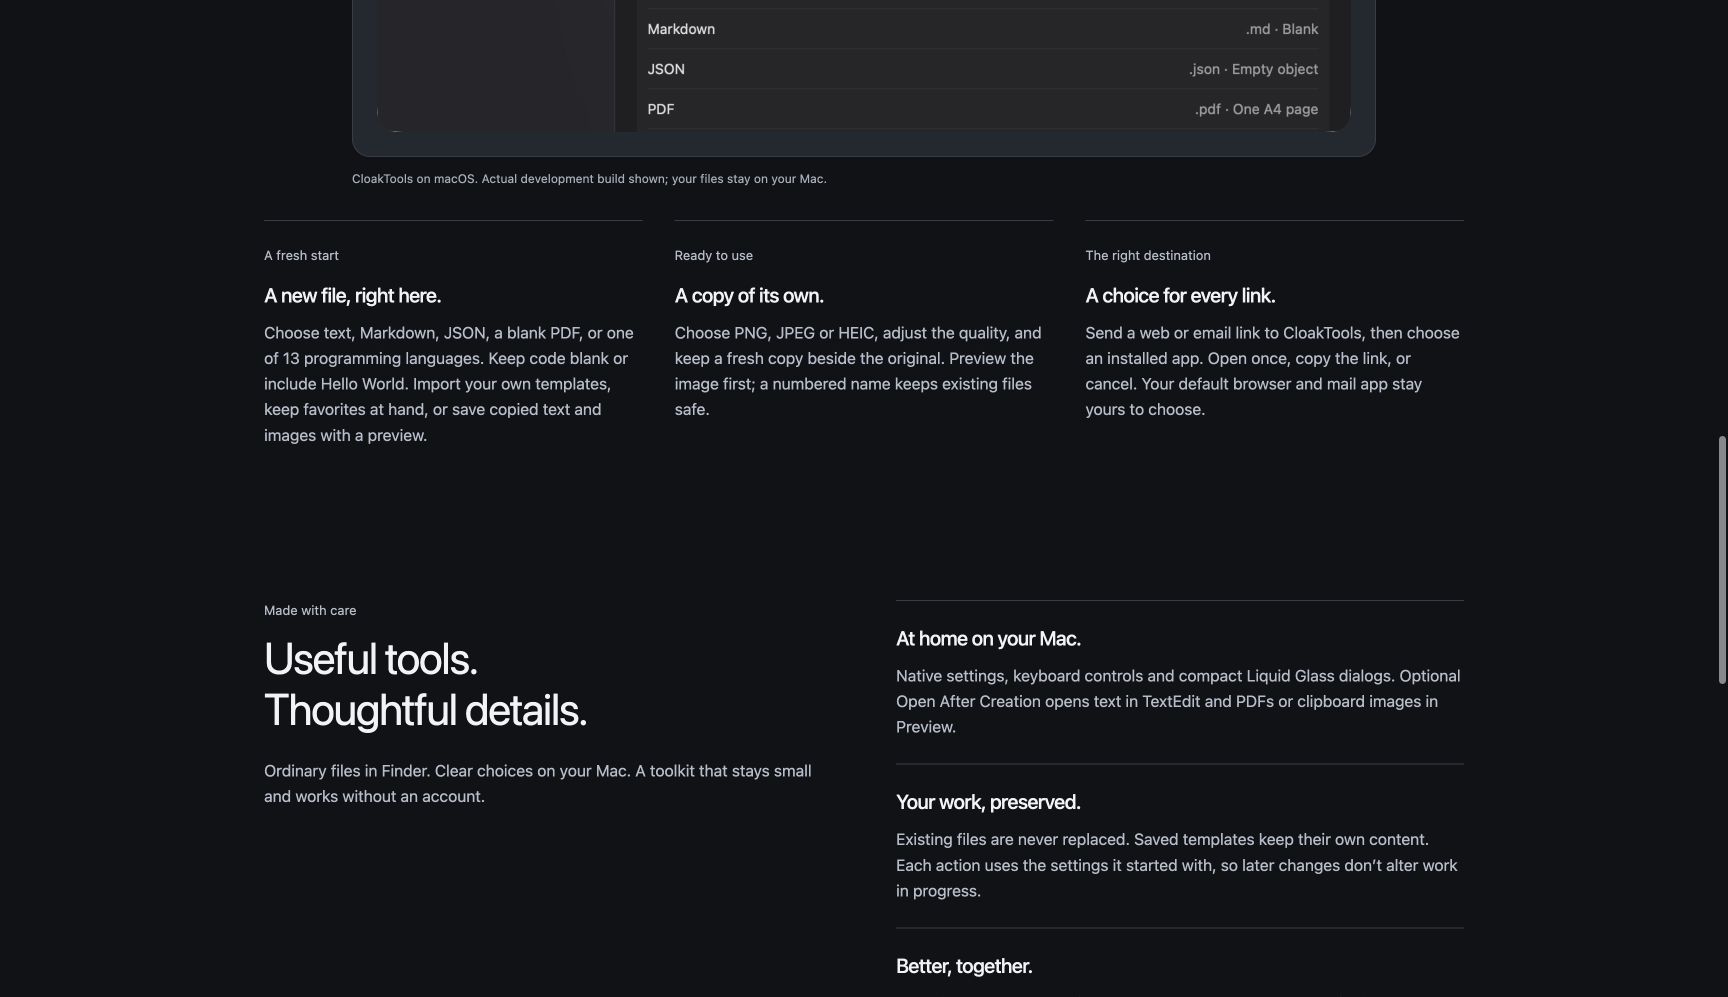 Markdown .md · Blank
JSON .json · Empty object
PDF .pdf · One A4 page
CloakTools on macOS. Actual development build shown; your files stay on your Mac.
A fresh start
A new file, right here.
Choose text, Markdown, JSON, a blank PDF, or one
of 13 programming languages. Keep code blank or
include Hello World. Import your own templates,
keep favorites at hand, or save copied text and
images with a preview.
Ready to use
A copy of its own.
Choose PNG, JPEG or HEIC, adjust the quality, and
keep a fresh copy beside the original. Preview the
image first; a numbered name keeps existing files
safe.
The right destination
A choice for every link.
Send a web or email link to CloakTools, then choose
an installed app. Open once, copy the link, or
cancel. Your default browser and mail app stay
yours to choose.
Made with care
Useful tools.
Thoughtful details.
Ordinary files in Finder. Clear choices on your Mac. A toolkit that stays small
and works without an account.
At home on your Mac.
Native settings, keyboard controls and compact Liquid Glass dialogs. Optional
Open After Creation opens text in TextEdit and PDFs or clipboard images in
Preview.
Your work, preserved.
Existing files are never replaced. Saved templates keep their own content.
Each action uses the settings it started with, so later changes don’t alter work
in progress.
Better, together.